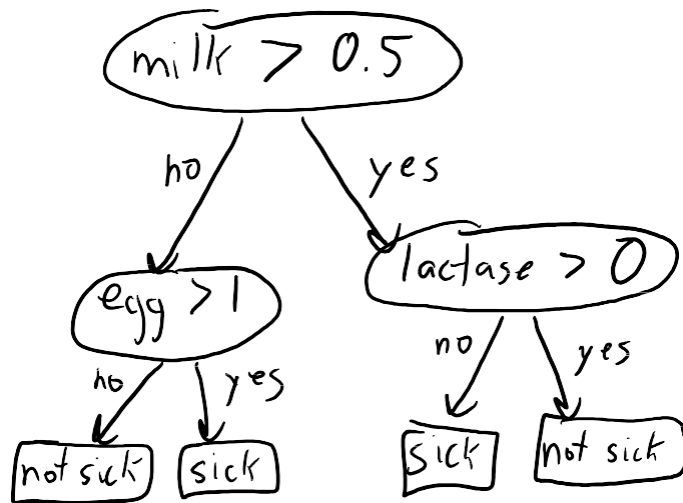 milk > 0.5
no
yes
egg > 1
lactase > 0
no
yes
no
yes
not sick
sick
sick
not sick